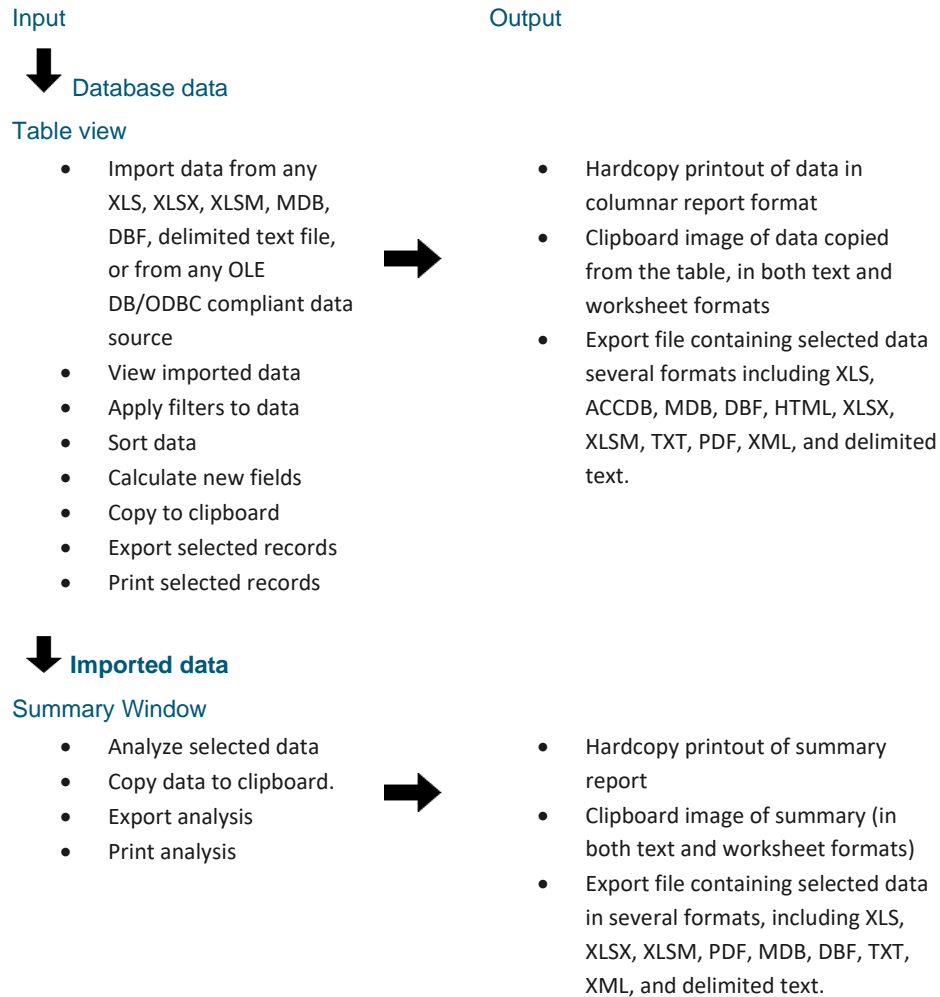 Input
Output
Database data
Table view
• Import data from any
XLS, XLSX, XLSM, MDB,
DBF, delimited text file,
or from any OLE
DB/ODBC compliant data
source
• View imported data
• Apply filters to data
• Sort data
• Calculate new fields
• Copy to clipboard
• Export selected records
• Print selected records
• Hardcopy printout of data in
columnar report format
• Clipboard image of data copied
from the table, in both text and
worksheet formats
• Export file containing selected data
several formats including XLS,
ACCDB, MDB, DBF, HTML, XLSX,
XLSM, TXT, PDF, XML, and delimited
text.
Imported data
Summary Window
• Analyze selected data
• Copy data to clipboard.
• Export analysis
• Print analysis
• Hardcopy printout of summary
report
• Clipboard image of summary (in
both text and worksheet formats)
• Export file containing selected data
in several formats, including XLS,
XLSX, XLSM, PDF, MDB, DBF, TXT,
XML, and delimited text.